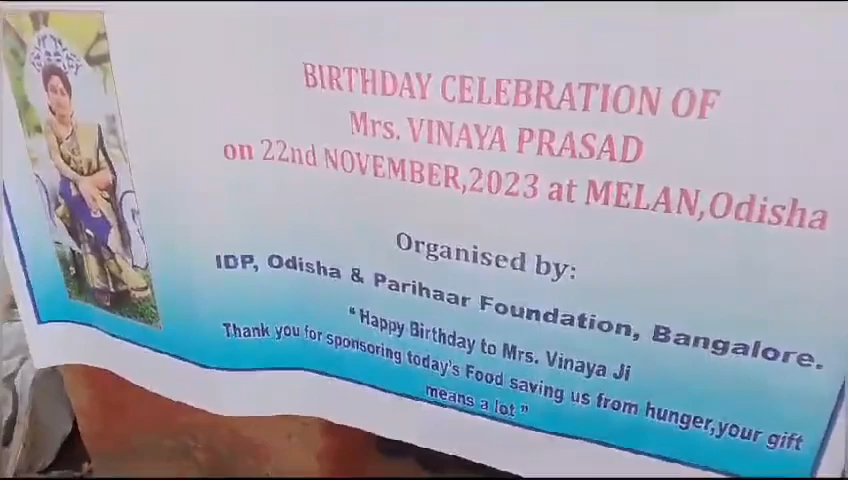 BIRTHDAY CELEBRATION OF
Mrs. VINAYA PRASAD
on 22nd NOVEMBER,2023 at MELAN,Odisha
Organised by:
IDP, Odisha & Parihaar Foundation, Bangalore.
"Happy Birthday to Mrs. Vinaya Ji
Thank you for sponsoring today's Food saving us from hunger,your gift
means a lot"